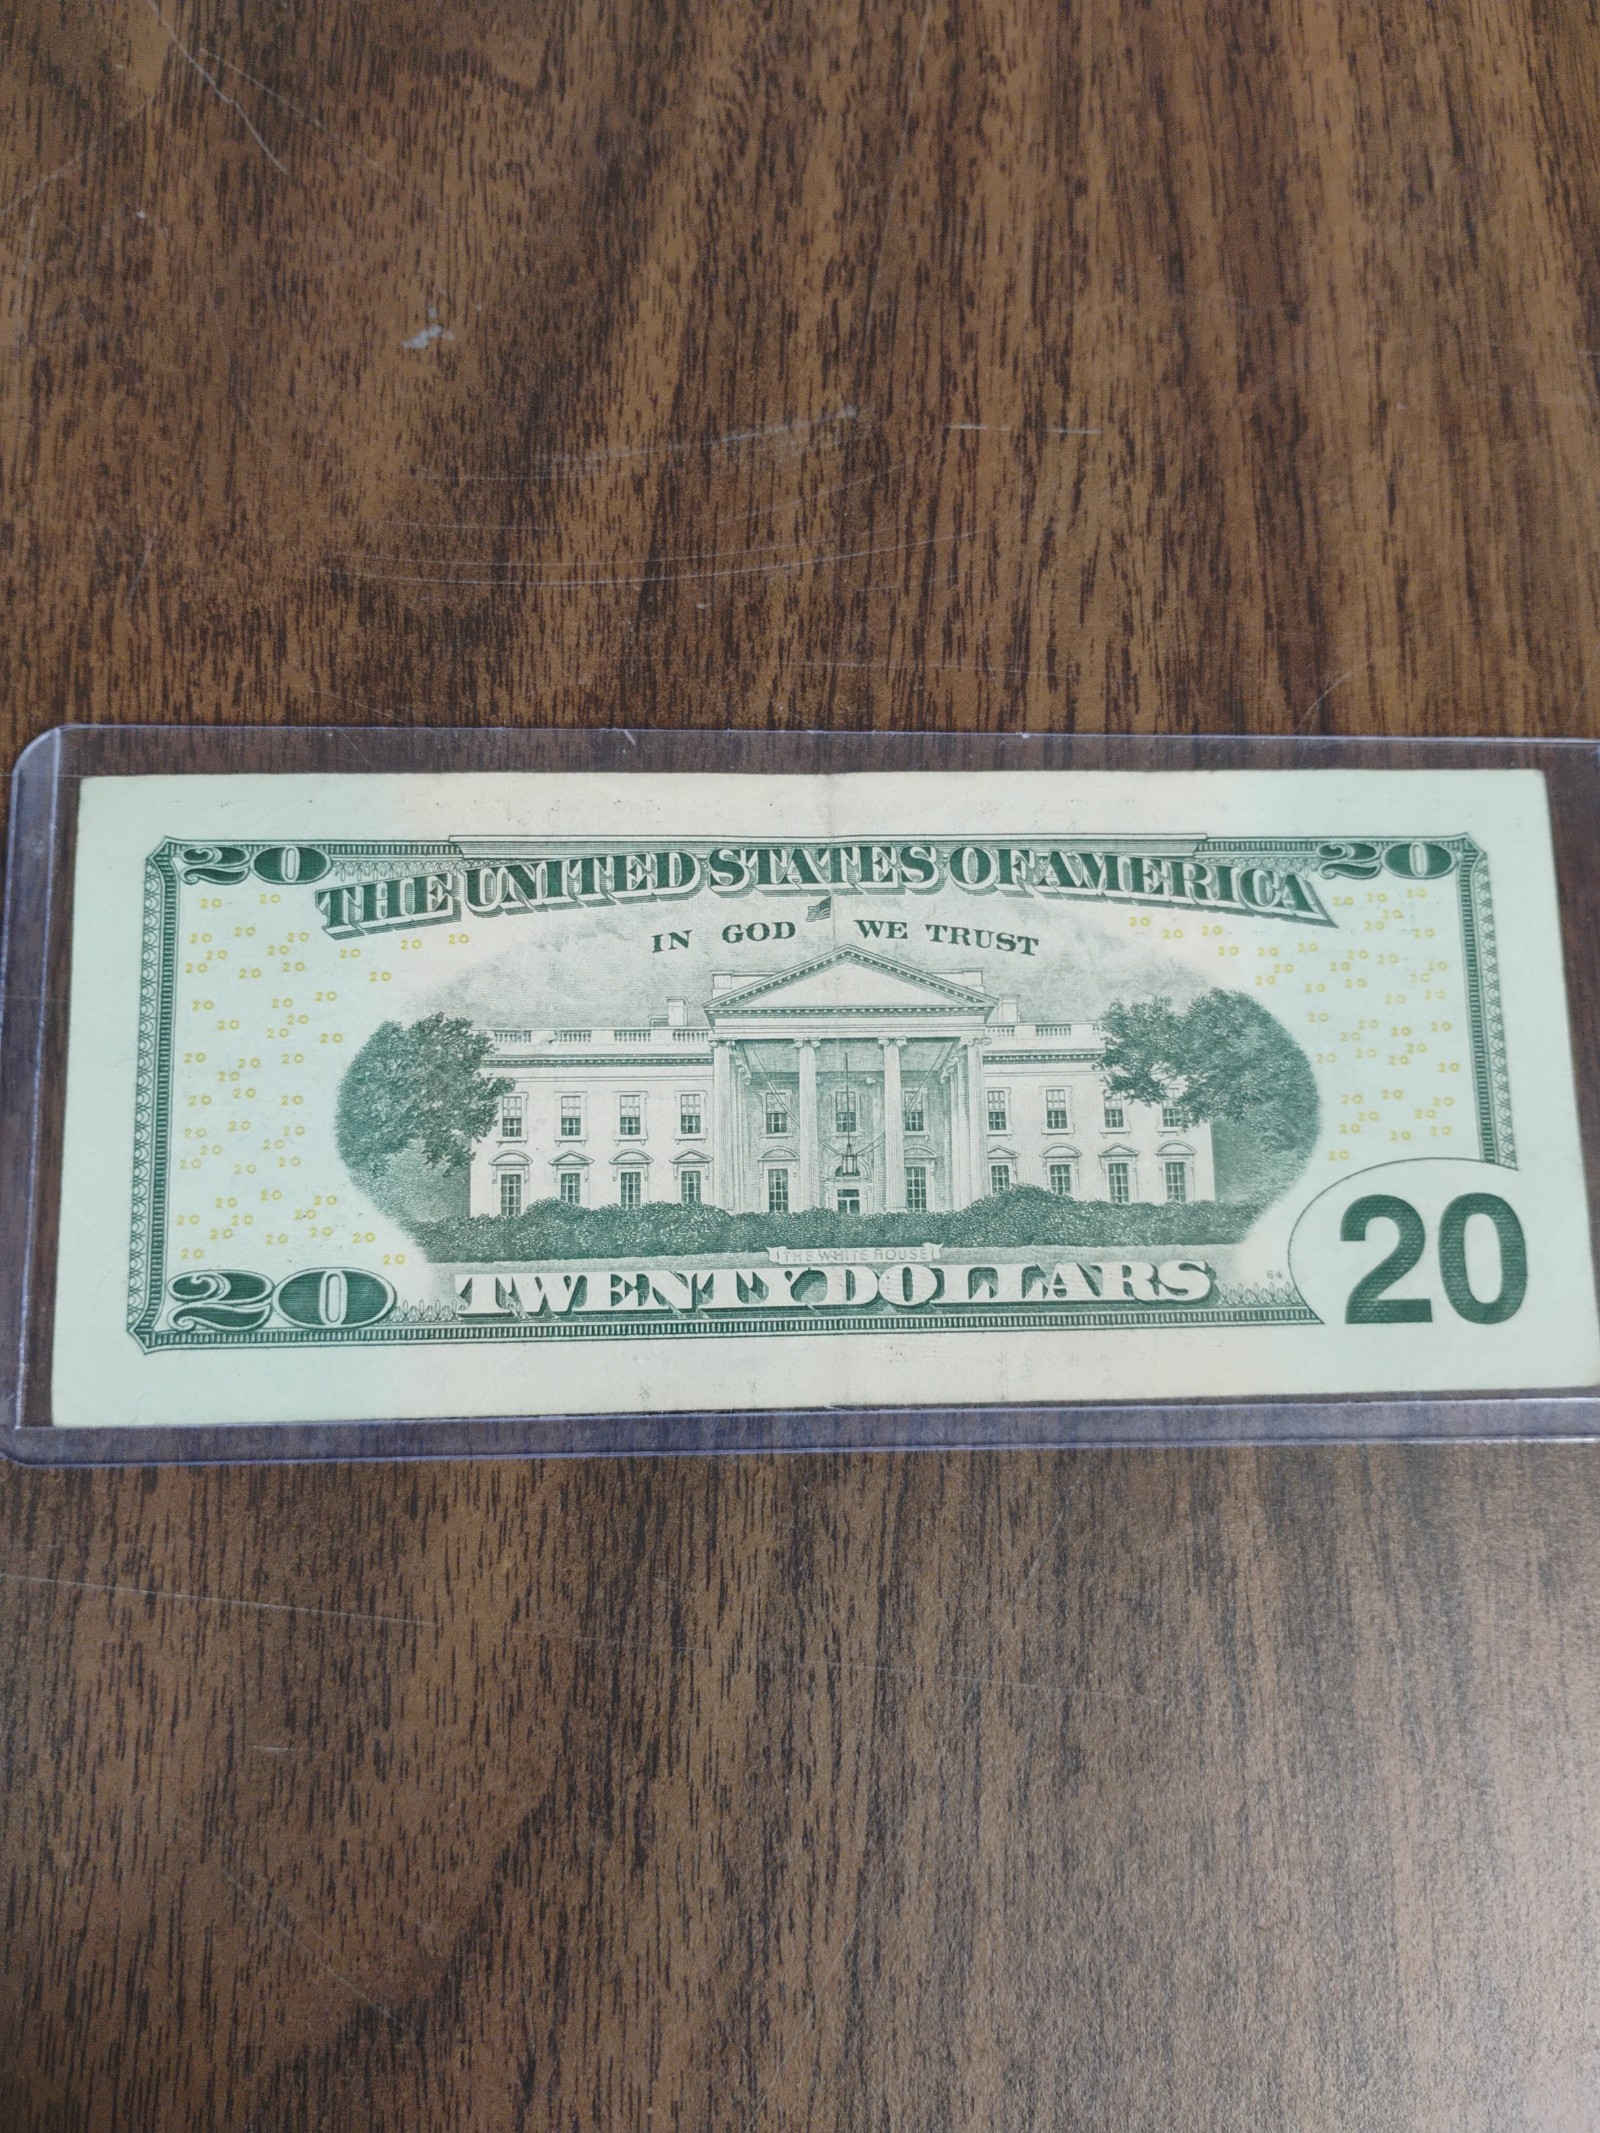 20 THE UNITED STATES OF AMERICA 20
IN GOD WE TRUST
THE WHITE HOUSE
20 TWENTY DOLLARS 20